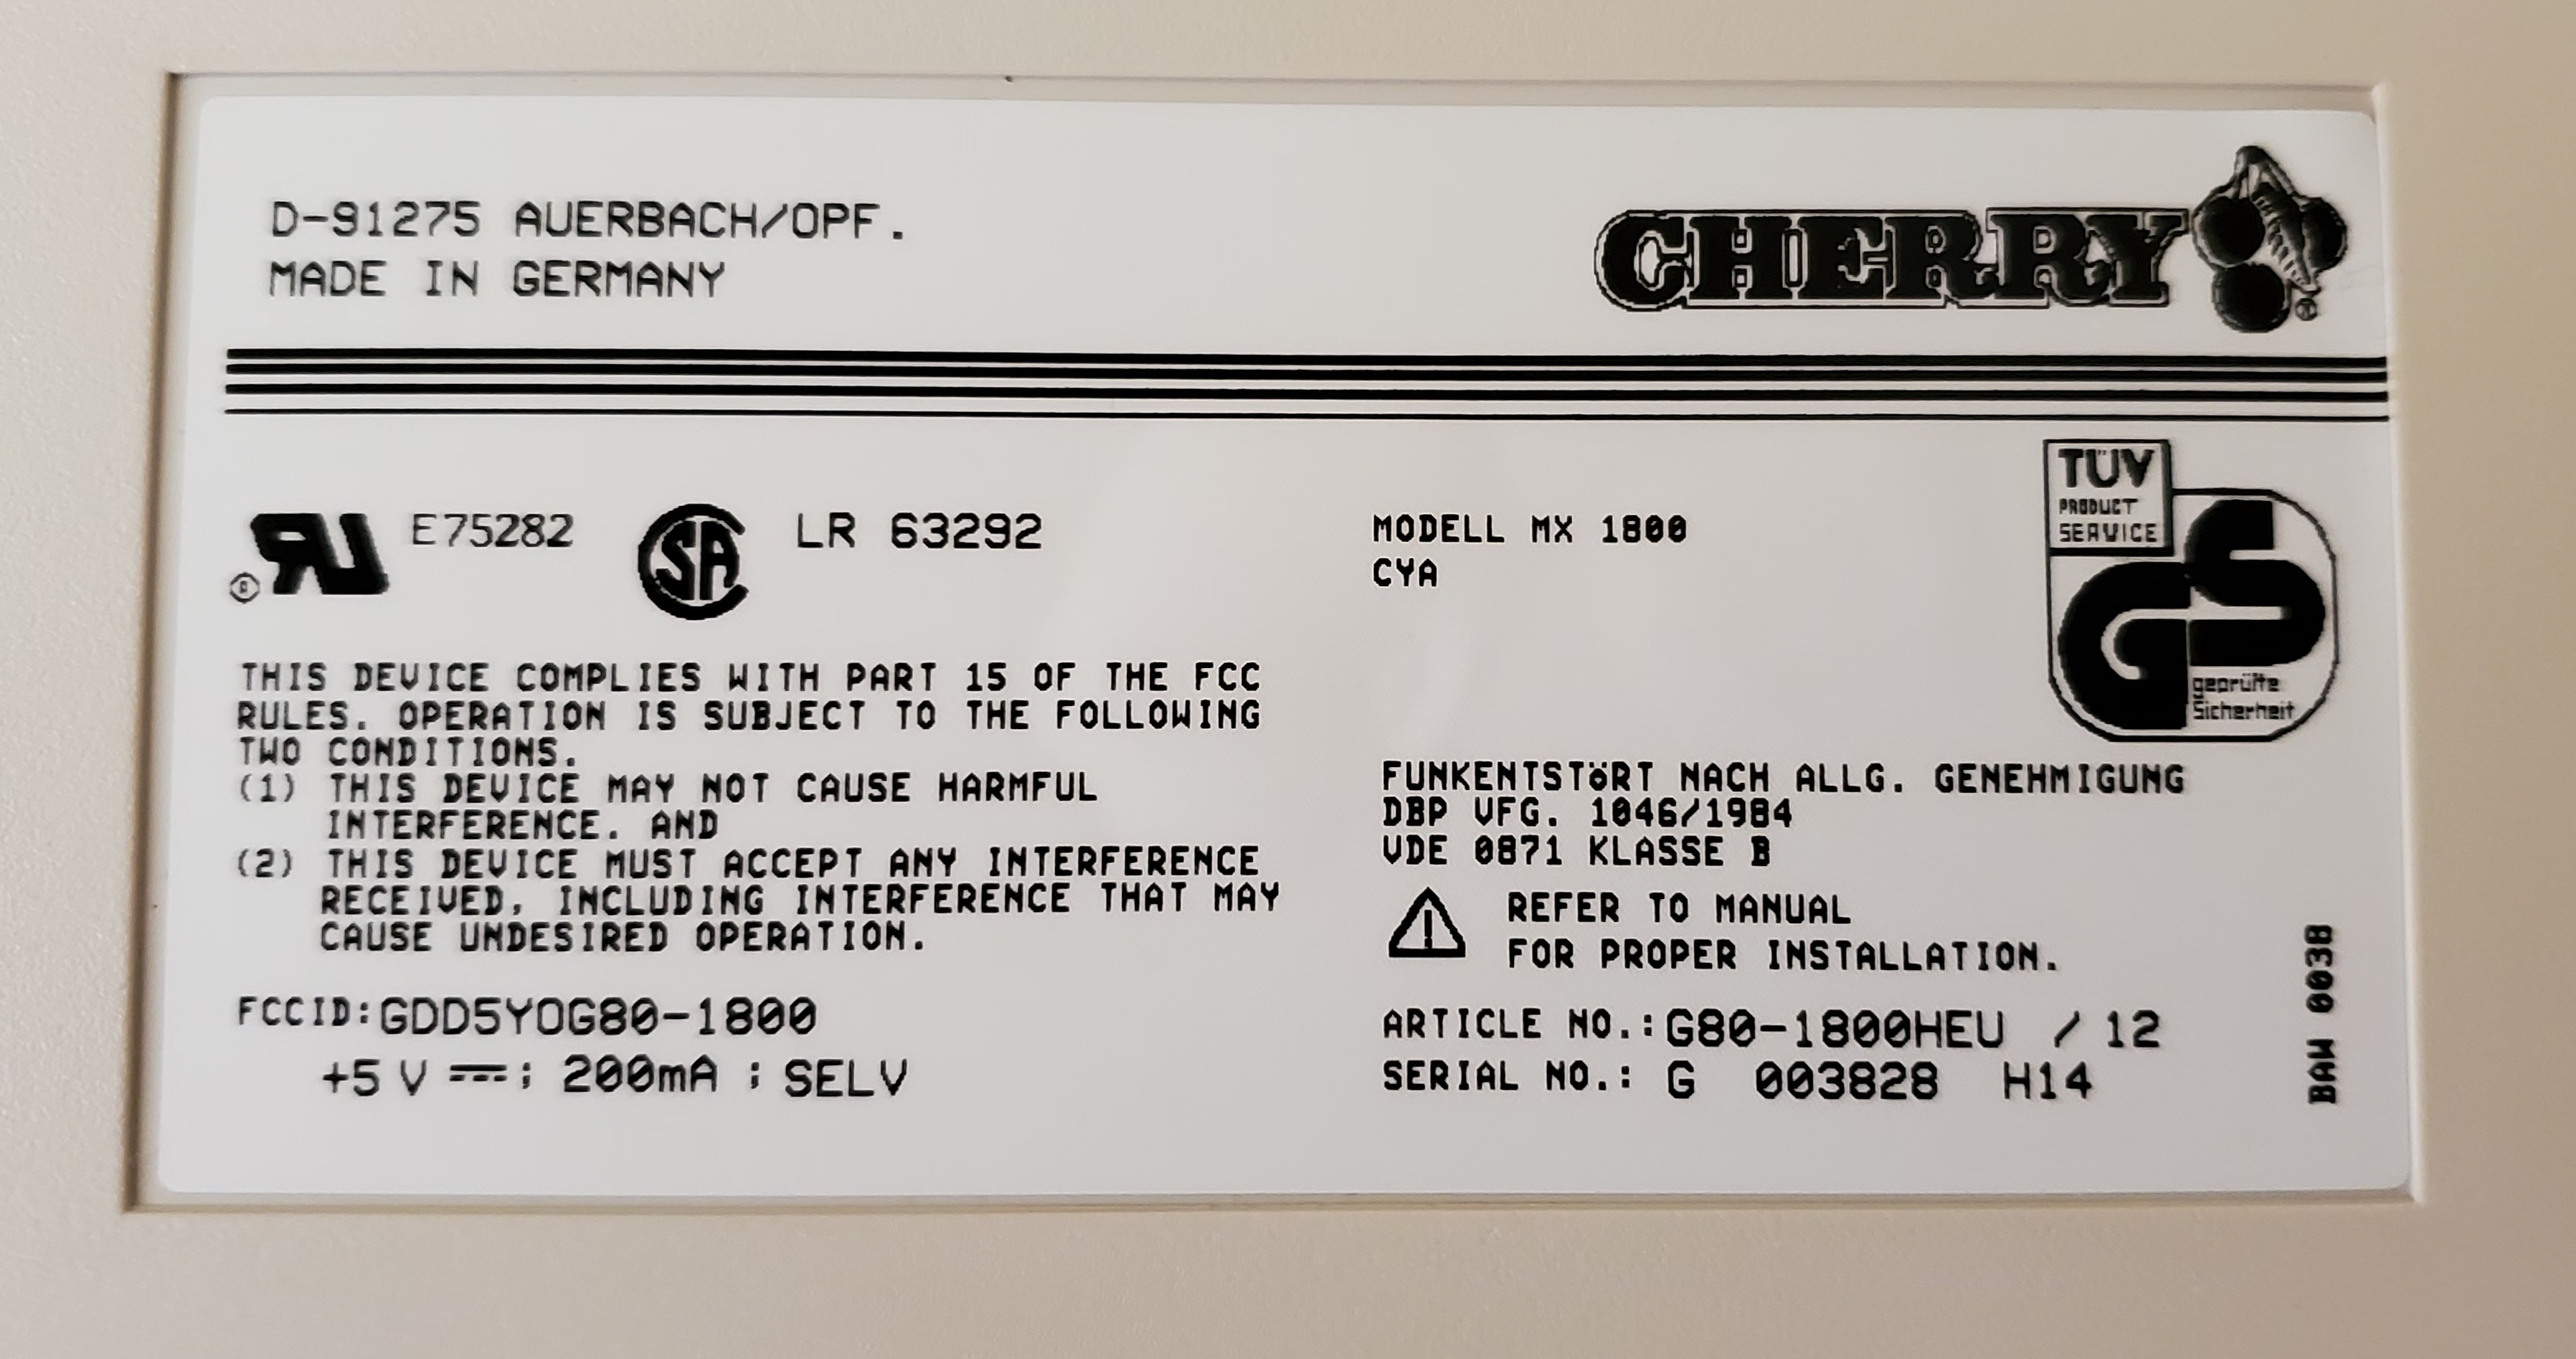 D-91275 AUERBACH/OPF.
MADE IN GERMANY
CHERRY
®
E75282
SA
LR 63292
MODELL MX 1800
CYA
TÜV
PRODUCT
SERVICE
GS
geprüfte
Sicherheit
THIS DEVICE COMPLIES WITH PART 15 OF THE FCC
RULES. OPERATION IS SUBJECT TO THE FOLLOWING
TWO CONDITIONS.
(1) THIS DEVICE MAY NOT CAUSE HARMFUL
INTERFERENCE. AND
(2) THIS DEVICE MUST ACCEPT ANY INTERFERENCE
RECEIVED, INCLUDING INTERFERENCE THAT MAY
CAUSE UNDESIRED OPERATION.
FCCID:GDD5YOG80-1800
+5 V ⎓; 200mA ; SELV
FUNKENTSTöRT NACH ALLG. GENEHMIGUNG
DBP VFG. 1046/1984
VDE 0871 KLASSE B
REFER TO MANUAL
FOR PROPER INSTALLATION.
ARTICLE NO.:G80-1800HEU / 12
SERIAL NO.: G 003828 H14